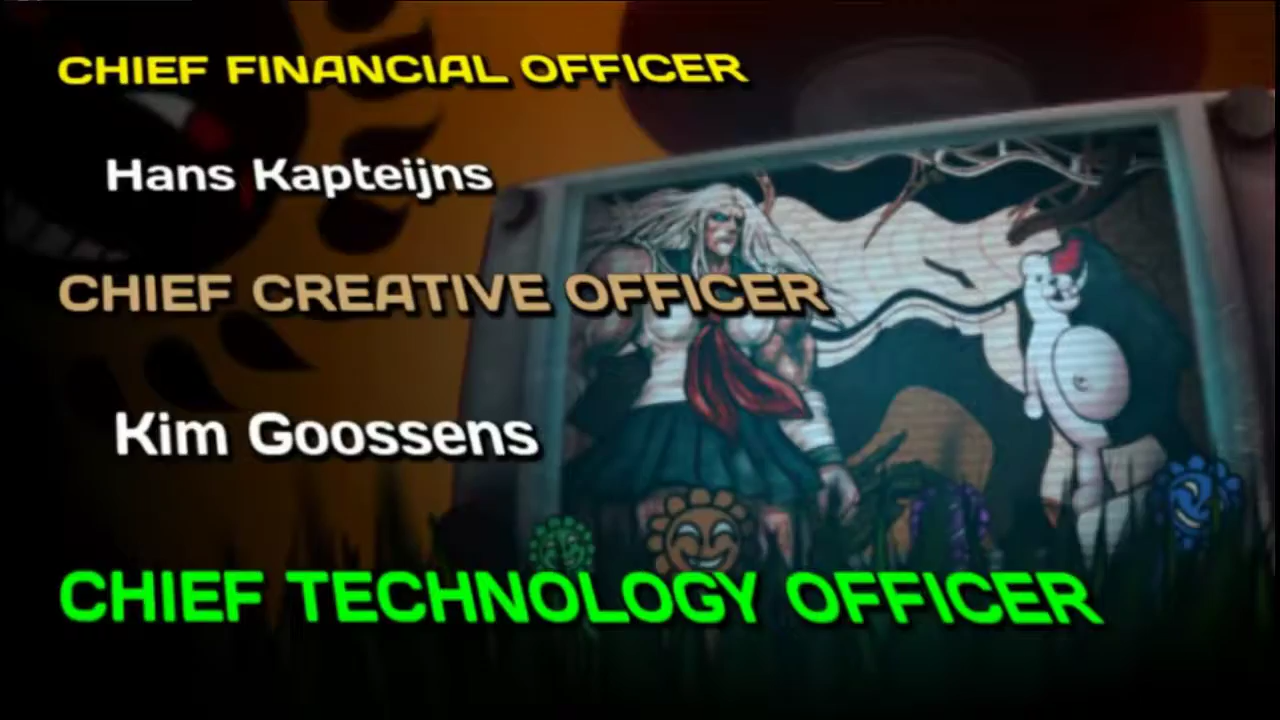 CHIEF FINANCIAL OFFICER
Hans Kapteijns
CHIEF CREATIVE OFFICER
Kim Goossens
CHIEF TECHNOLOGY OFFICER